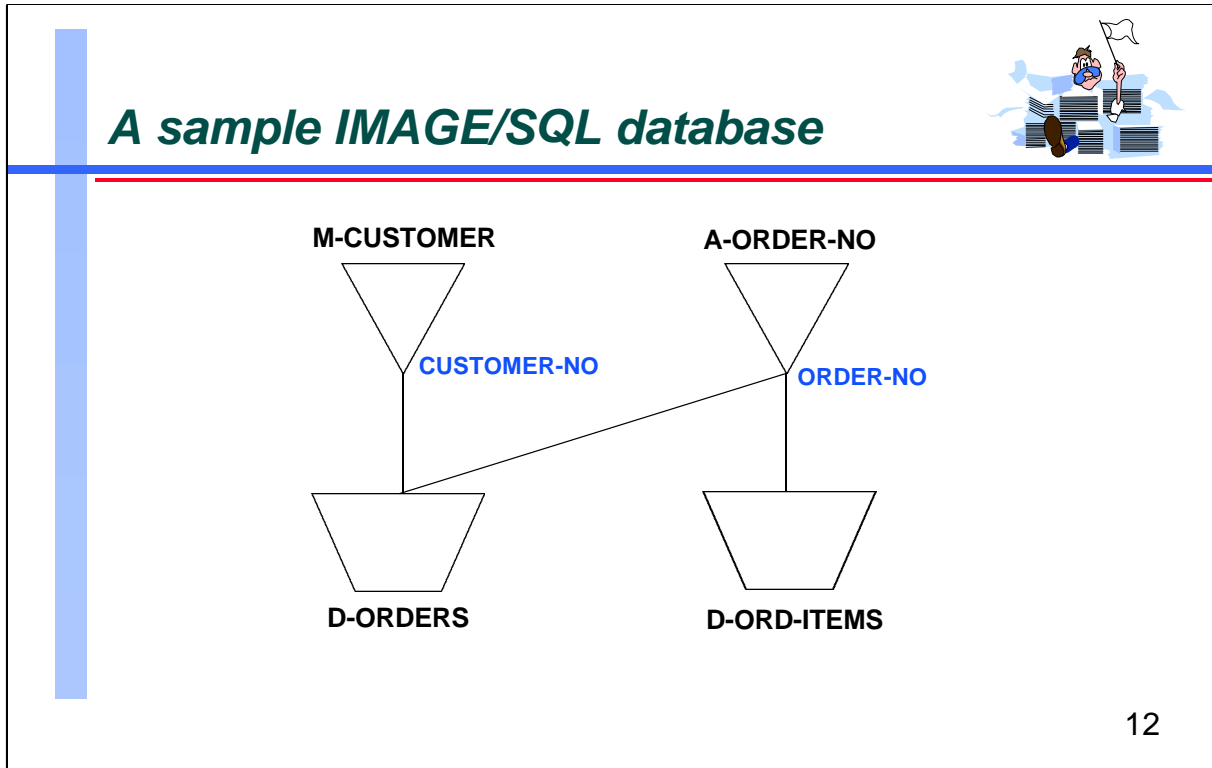 A sample IMAGE/SQL database
M-CUSTOMER
A-ORDER-NO
CUSTOMER-NO
ORDER-NO
D-ORDERS
D-ORD-ITEMS
12